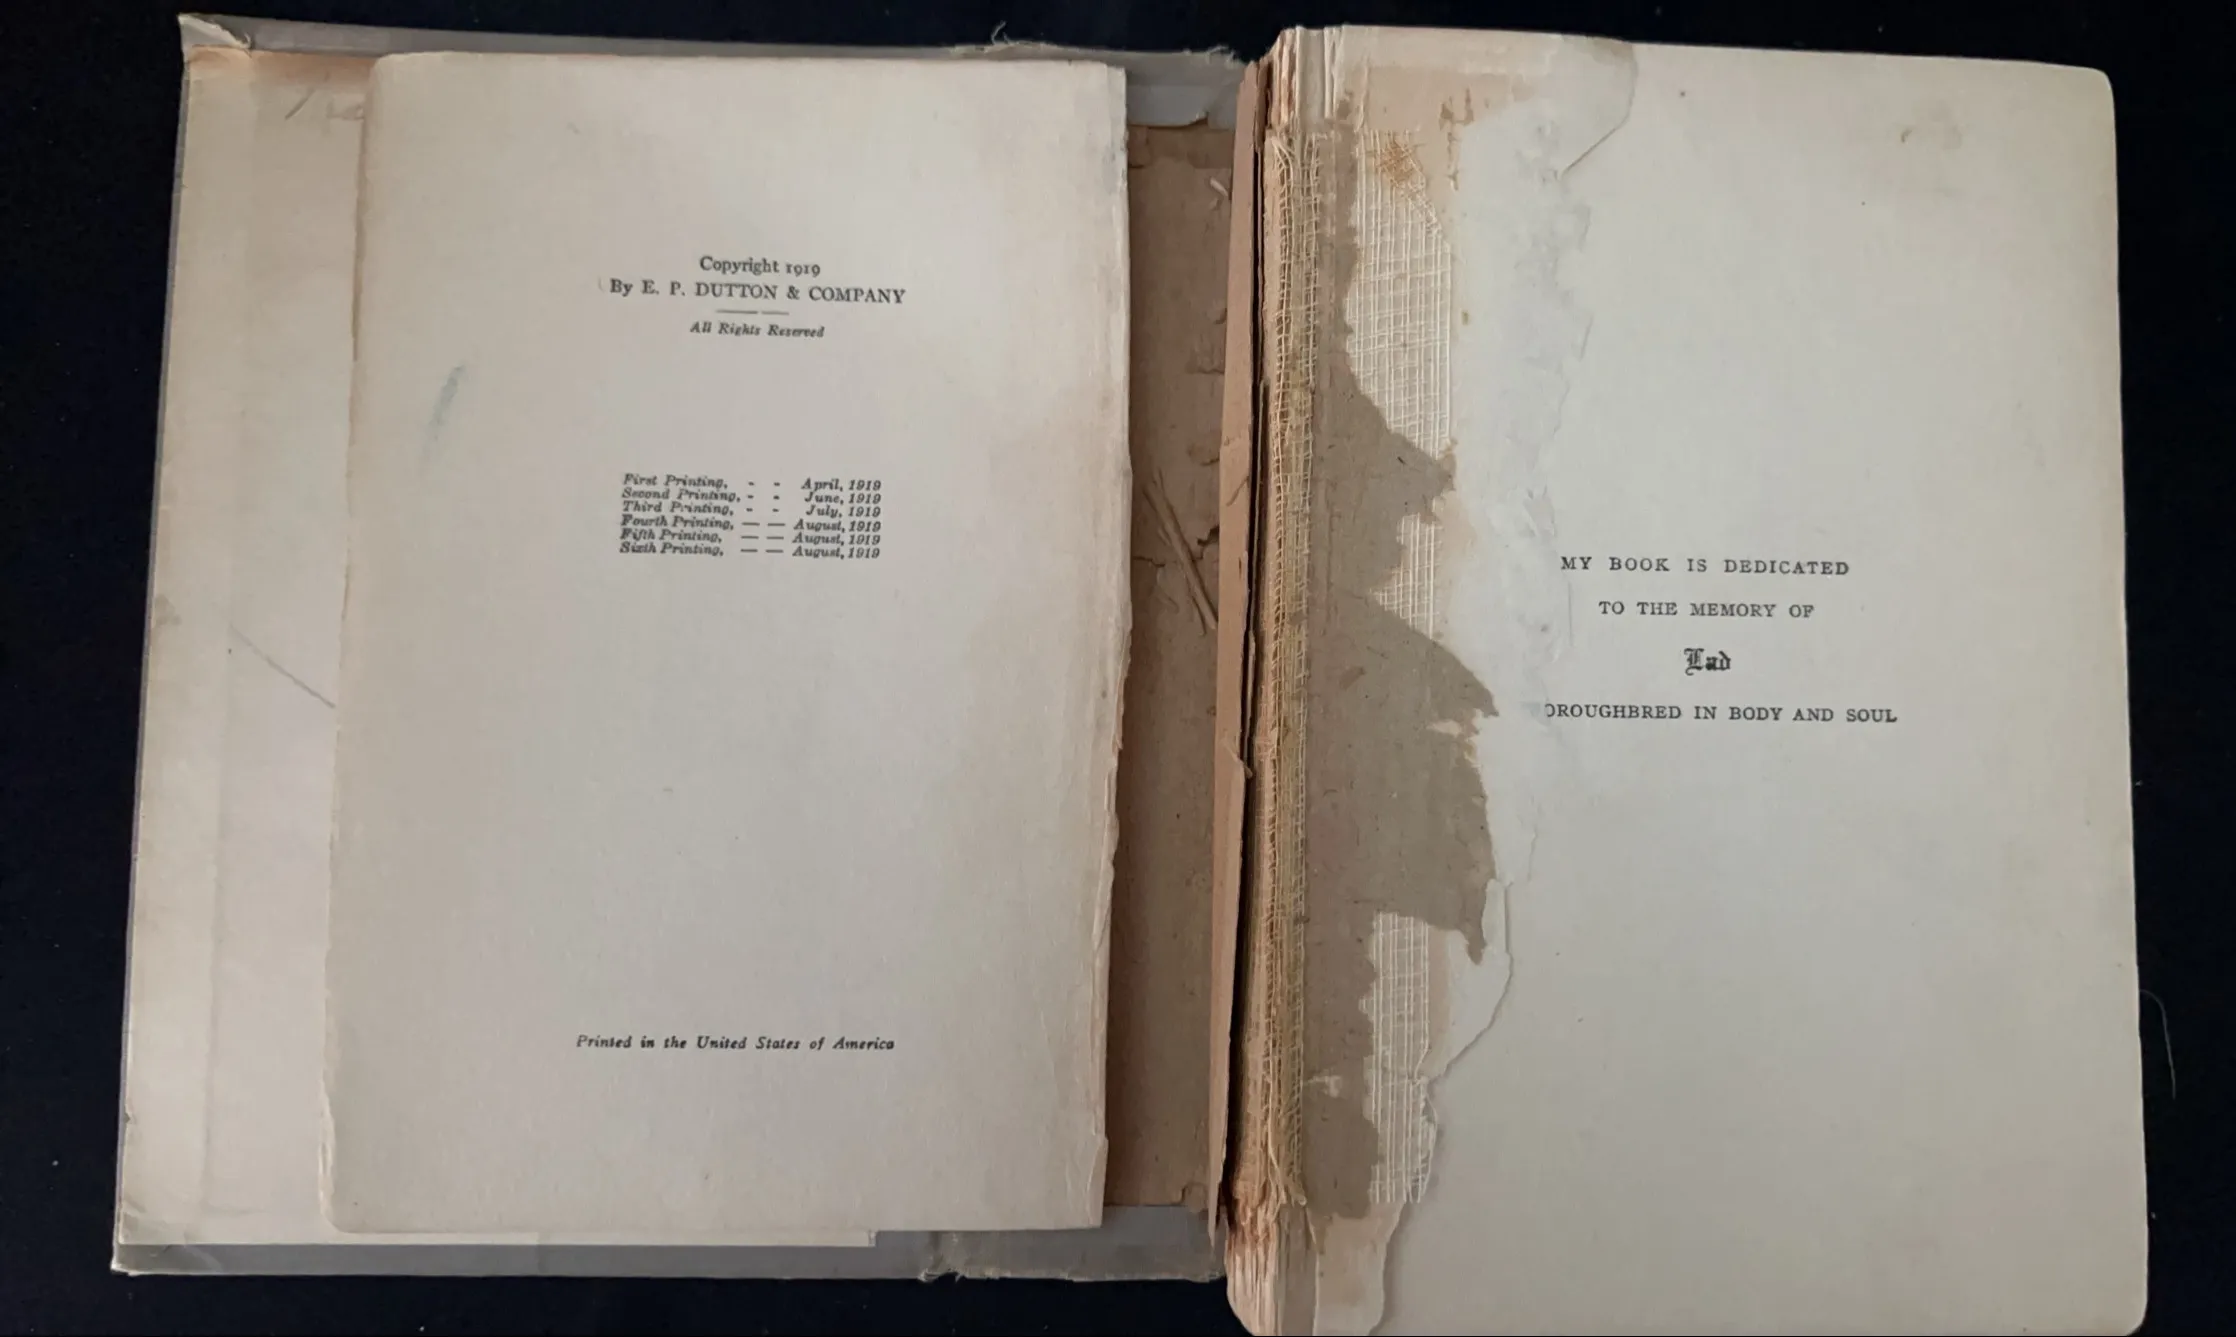 Copyright 1919
By E. P. DUTTON & COMPANY
All Rights Reserved
First Printing, - - April, 1919
Second Printing, - - June, 1919
Third Printing, - - July, 1919
Fourth Printing, — — August, 1919
Fifth Printing, — — August, 1919
Sixth Printing, — — August, 1919
Printed in the United States of America
MY BOOK IS DEDICATED
TO THE MEMORY OF
Lad
OROUGHBRED IN BODY AND SOUL